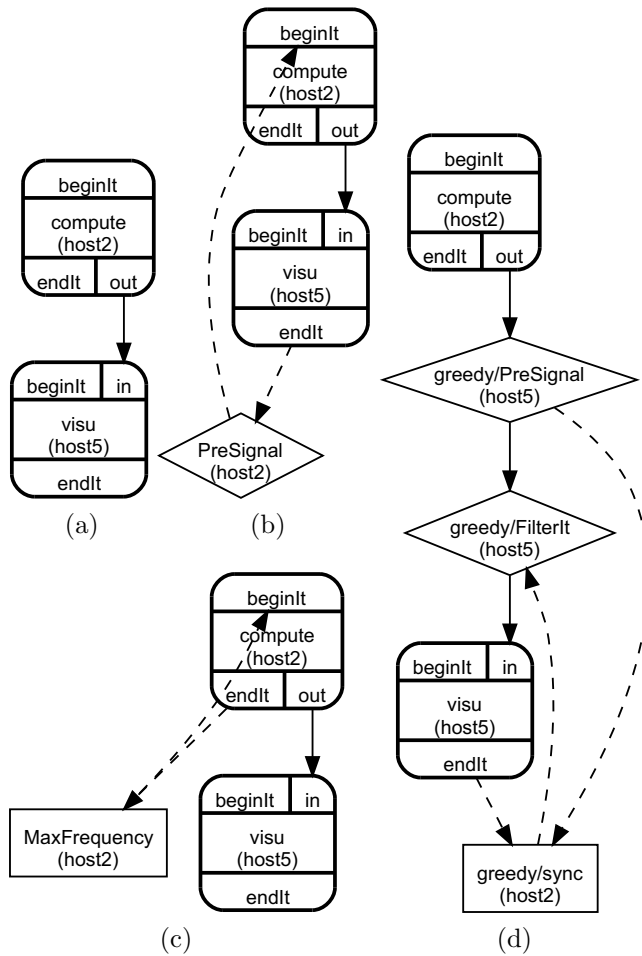 beginIt
compute
(host2)
endIt out
beginIt in
visu
(host5)
endIt
(a)
beginIt
compute
(host2)
endIt out
beginIt in
visu
(host5)
endIt
PreSignal
(host2)
(b)
beginIt
compute
(host2)
endIt out
MaxFrequency
(host2)
beginIt in
visu
(host5)
endIt
(c)
beginIt
compute
(host2)
endIt out
greedy/PreSignal
(host5)
greedy/FilterIt
(host5)
beginIt in
visu
(host5)
endIt
greedy/sync
(host2)
(d)